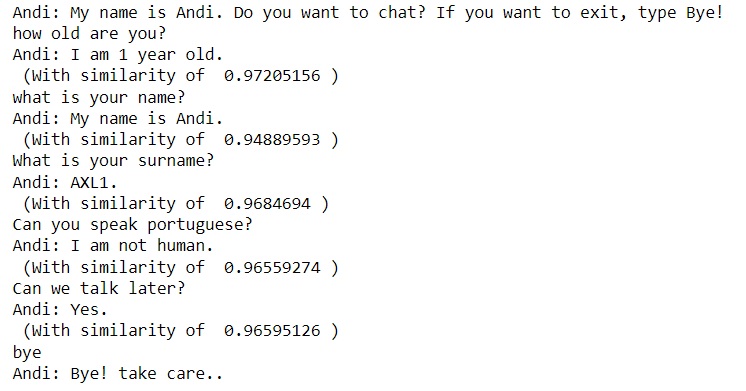 Andi: My name is Andi. Do you want to chat? If you want to exit, type Bye!
how old are you?
Andi: I am 1 year old.
(With similarity of  0.97205156 )
what is your name?
Andi: My name is Andi.
(With similarity of  0.94889593 )
What is your surname?
Andi: AXL1.
(With similarity of  0.9684694 )
Can you speak portuguese?
Andi: I am not human.
(With similarity of  0.96559274 )
Can we talk later?
Andi: Yes.
(With similarity of  0.96595126 )
bye
Andi: Bye! take care..